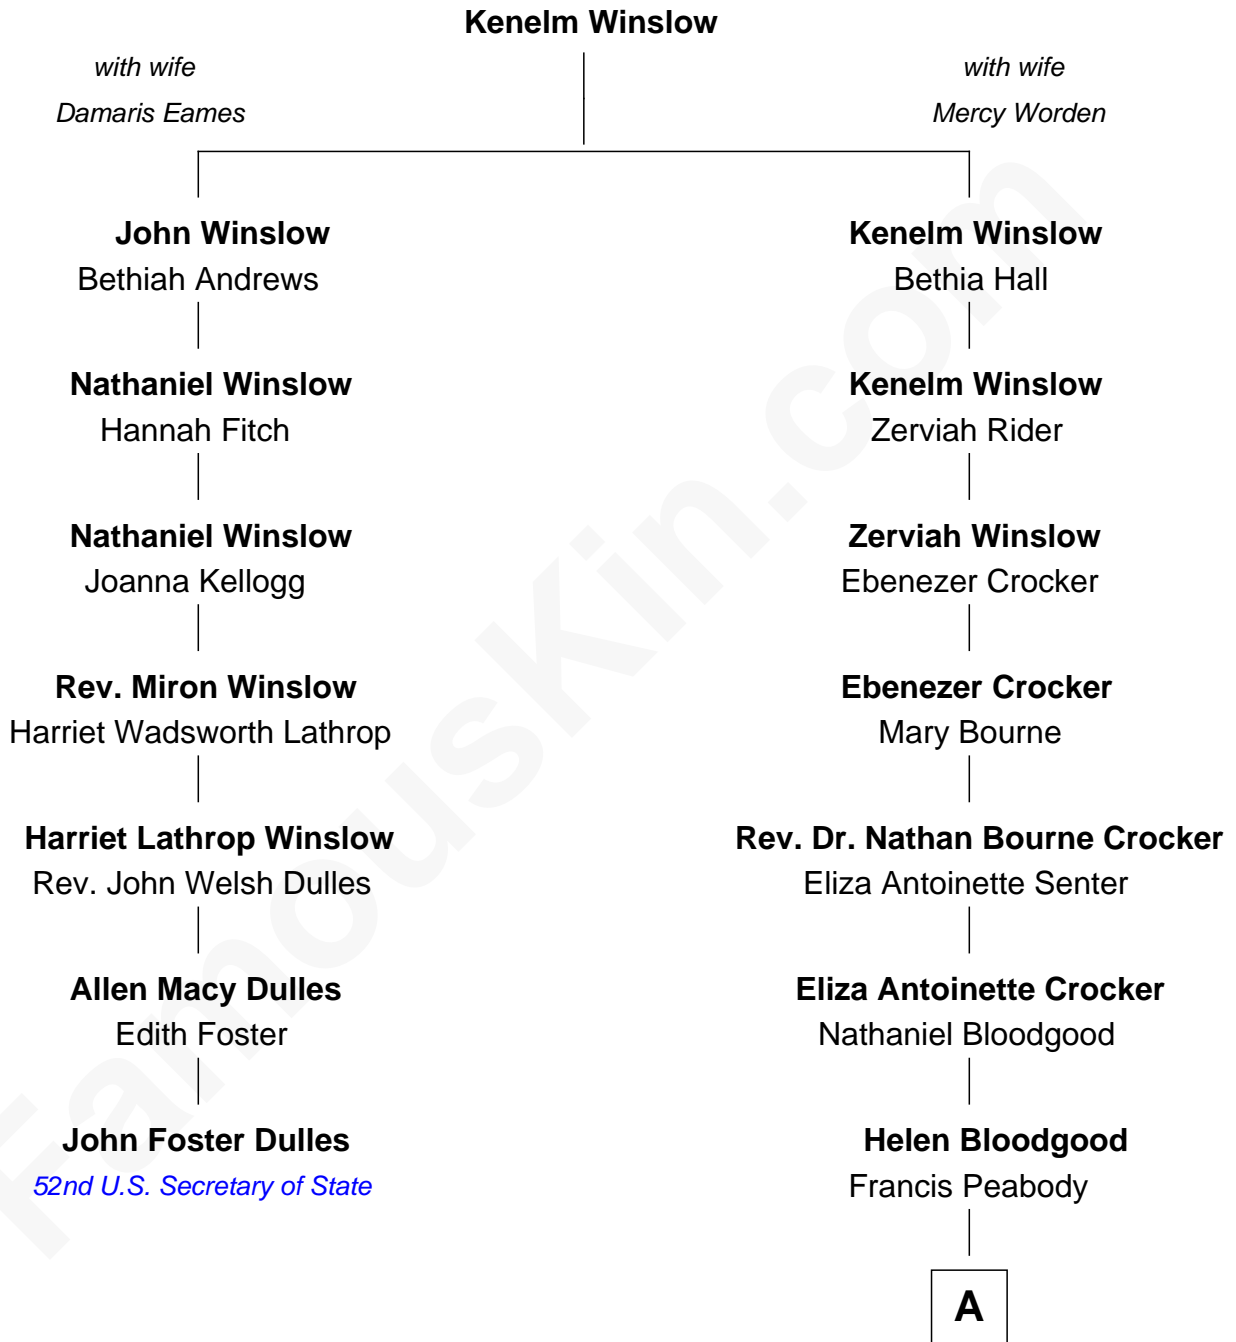 Kenelm Winslow
with wife
Damaris Eames
with wife
Mercy Worden
John Winslow
Bethiah Andrews
Kenelm Winslow
Bethia Hall
Nathaniel Winslow
Hannah Fitch
Kenelm Winslow
Zerviah Rider
Nathaniel Winslow
Joanna Kellogg
Zerviah Winslow
Ebenezer Crocker
Rev. Miron Winslow
Harriet Wadsworth Lathrop
Ebenezer Crocker
Mary Bourne
Harriet Lathrop Winslow
Rev. John Welsh Dulles
Rev. Dr. Nathan Bourne Crocker
Eliza Antoinette Senter
Allen Macy Dulles
Edith Foster
Eliza Antoinette Crocker
Nathaniel Bloodgood
John Foster Dulles
52nd U.S. Secretary of State
Helen Bloodgood
Francis Peabody
A
FamousKin.com